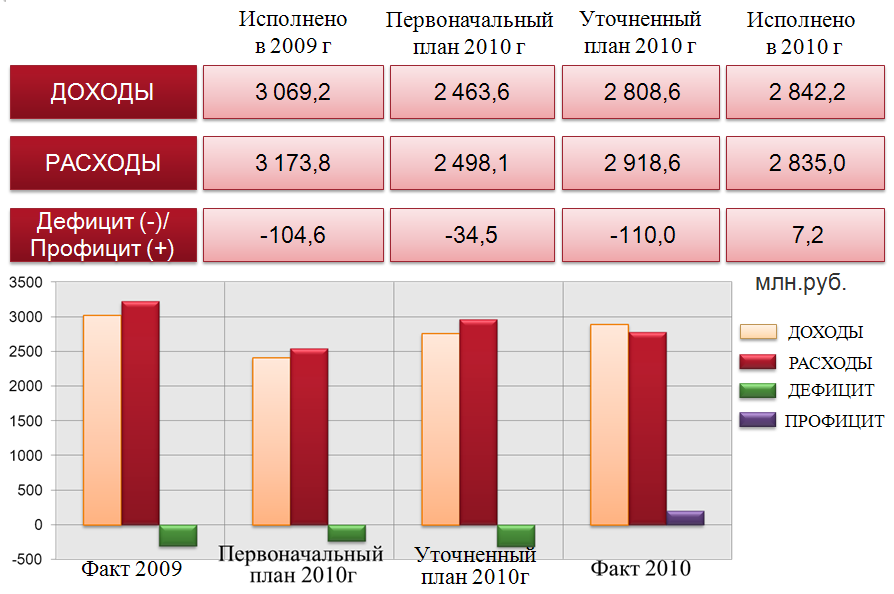 Исполнено
в 2009 г
Первоначальный
план 2010 г
Уточненный
план 2010 г
Исполнено
в 2010 г
ДОХОДЫ
3 069,2
2 463,6
2 808,6
2 842,2
РАСХОДЫ
3 173,8
2 498,1
2 918,6
2 835,0
Дефицит (-)/
Профицит (+)
-104,6
-34,5
-110,0
7,2
млн.руб.
3500
3000
2500
2000
1500
1000
500
0
-500
Факт 2009
Первоначальный
план 2010г
Уточненный
план 2010г
Факт 2010
ДОХОДЫ
РАСХОДЫ
ДЕФИЦИТ
ПРОФИЦИТ